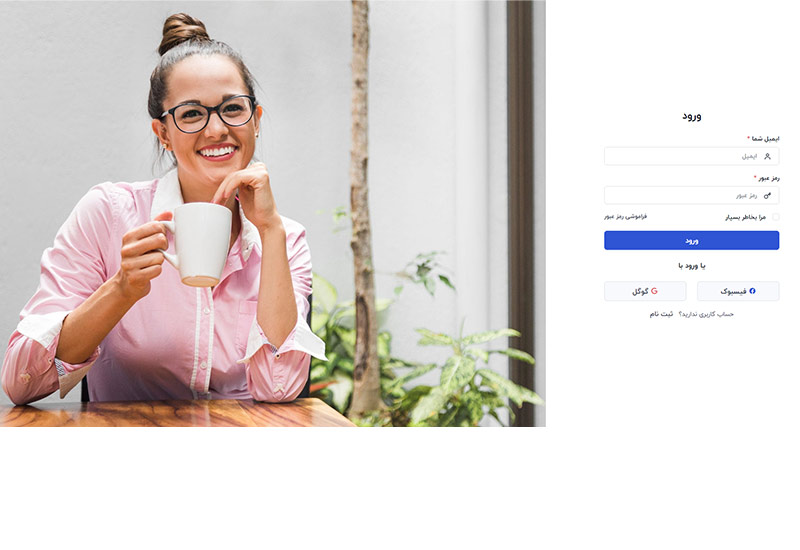 ورود
ایمیل شما *
ایمیل
رمز عبور *
رمز عبور
مرا بخاطر بسپار فراموشی رمز عبور
ورود
یا ورود با
فیسبوک گوگل
حساب کاربری ندارید؟ ثبت نام